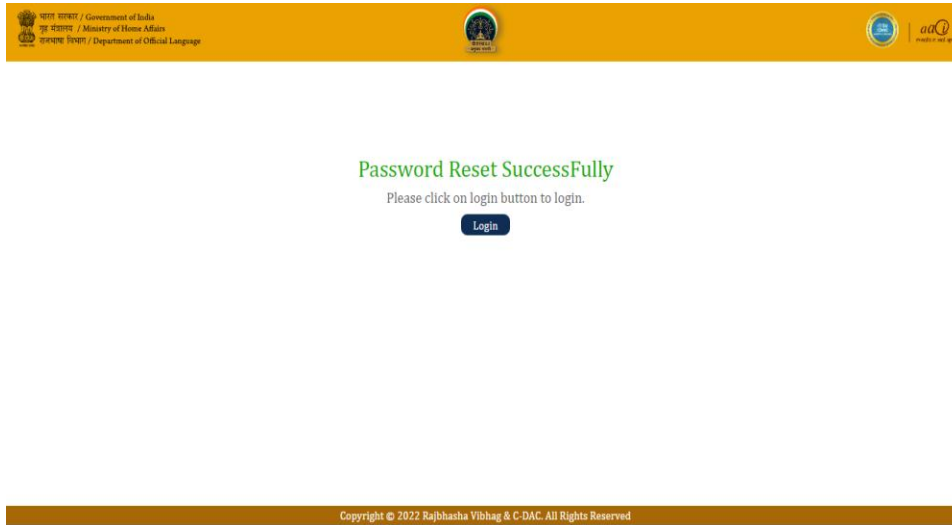 भारत सरकार / Government of India
गृह मंत्रालय / Ministry of Home Affairs
राजभाषा विभाग / Department of Official Language
Password Reset SuccessFully
Please click on login button to login.
Login
Copyright © 2022 Rajbhasha Vibhag & C-DAC. All Rights Reserved